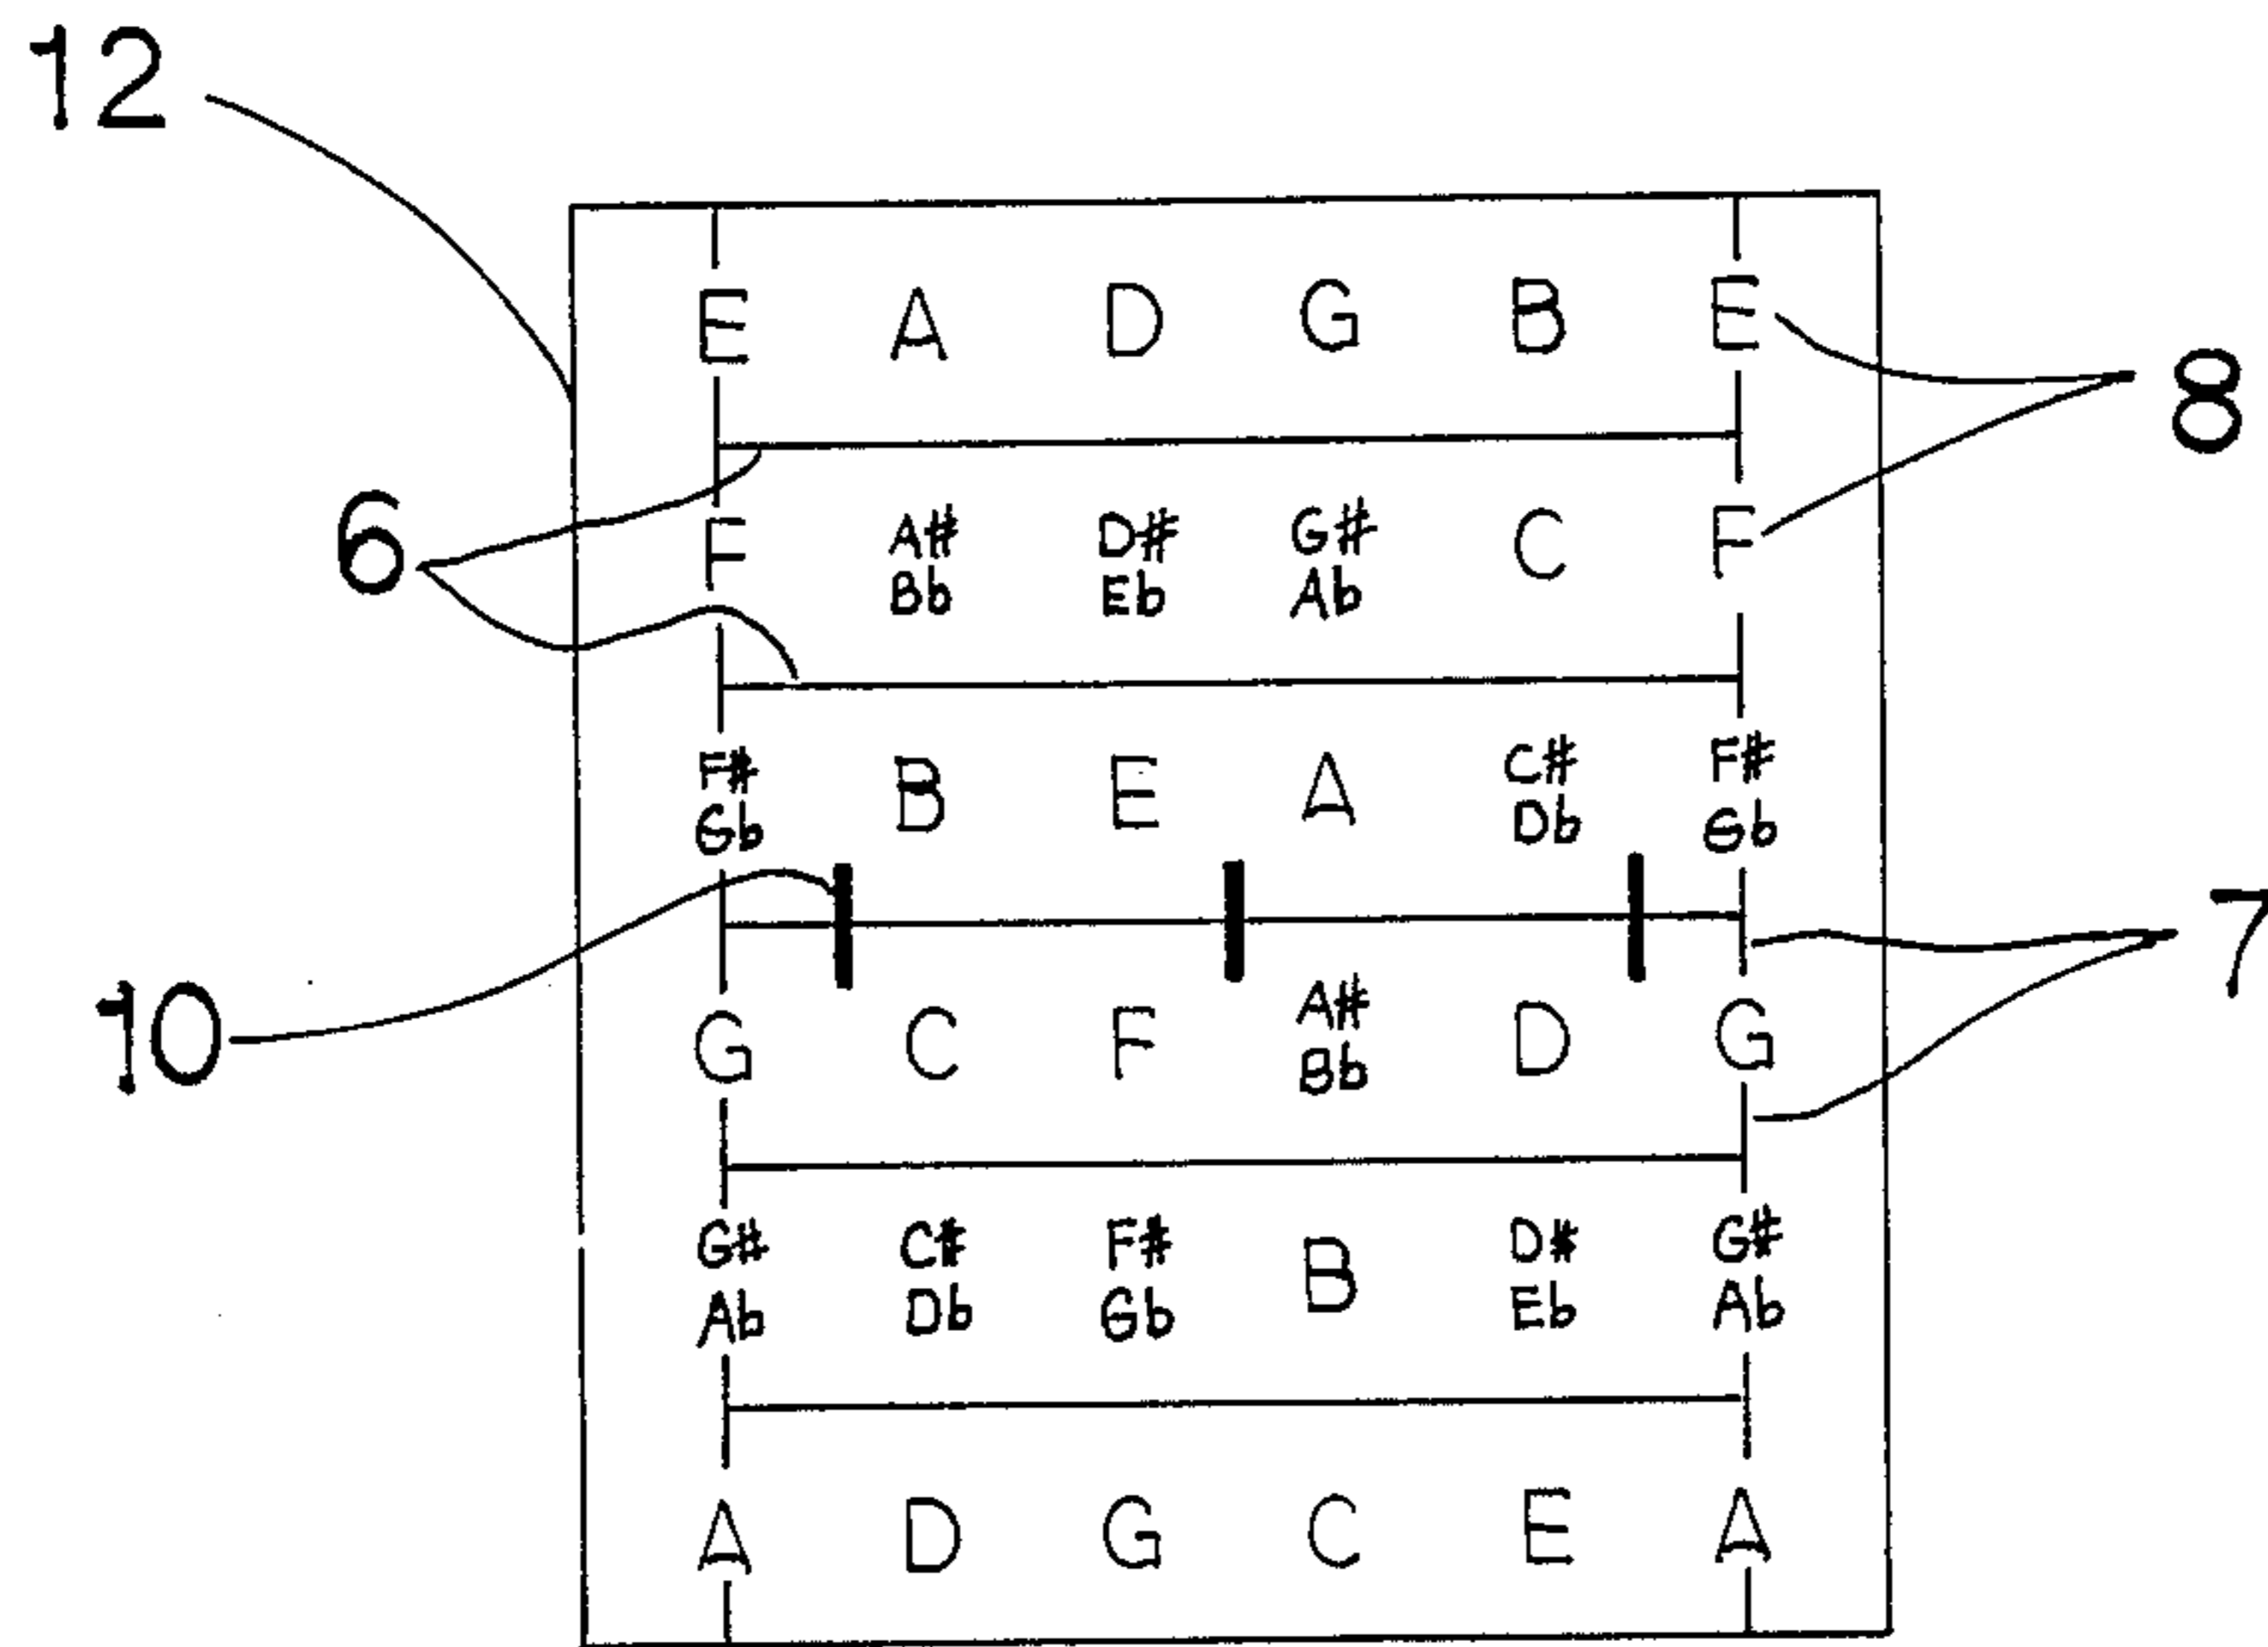 12
E A D G B E
8
6
F A# D# G# C F
Bb Eb Ab
F# B E A C# F#
Gb Db Gb
7
10
G C F A# D G
Bb
G# C# F# B D# G#
Ab Db Gb Eb Ab
A D G C E A